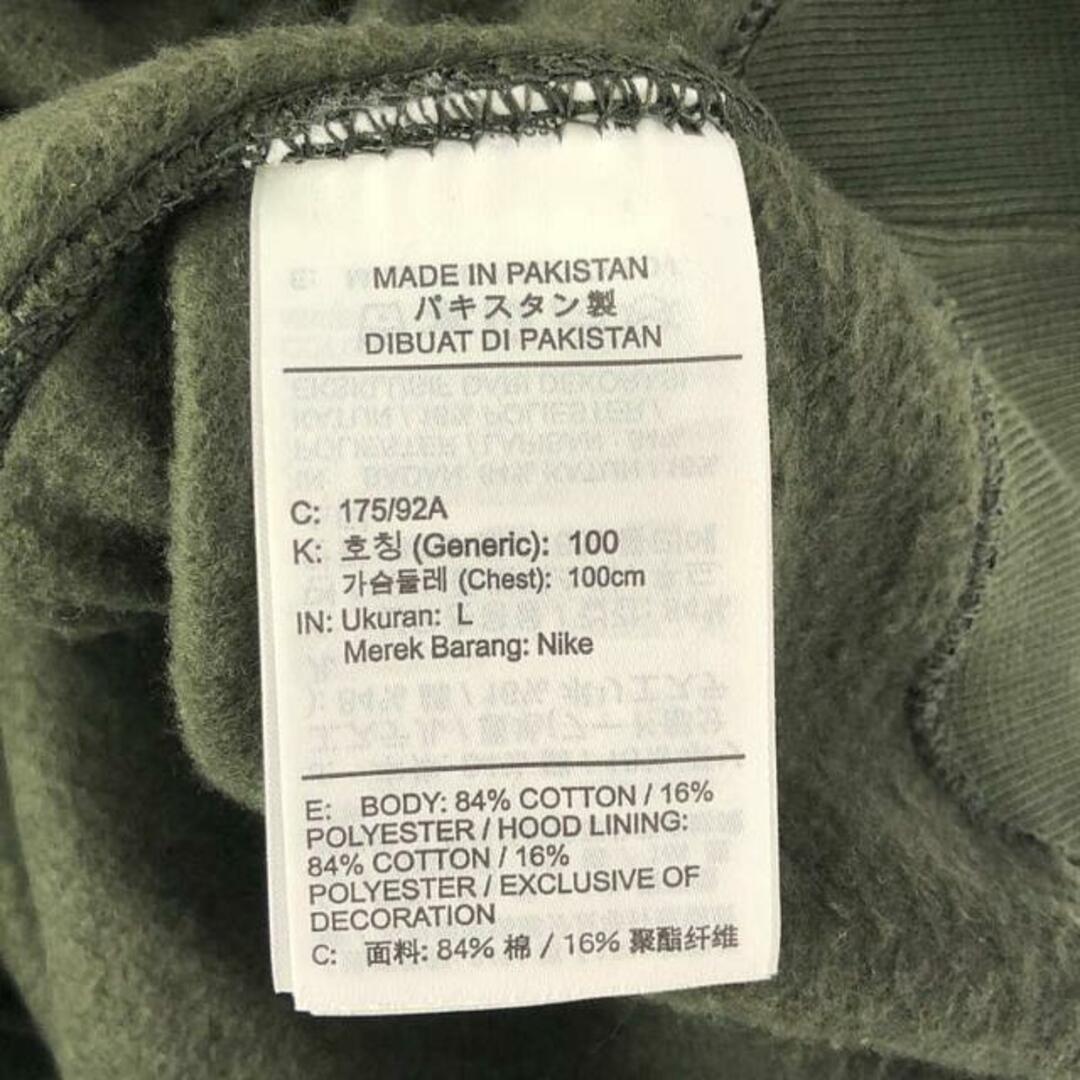 MADE IN PAKISTAN
パキスタン製
DIBUAT DI PAKISTAN
C: 175/92A
K: 호칭 (Generic): 100
가슴둘레 (Chest): 100cm
IN: Ukuran: L
Merek Barang: Nike
E: BODY: 84% COTTON / 16%
POLYESTER / HOOD LINING:
84% COTTON / 16%
POLYESTER / EXCLUSIVE OF
DECORATION
C: 面料: 84% 棉 / 16% 聚酯纤维